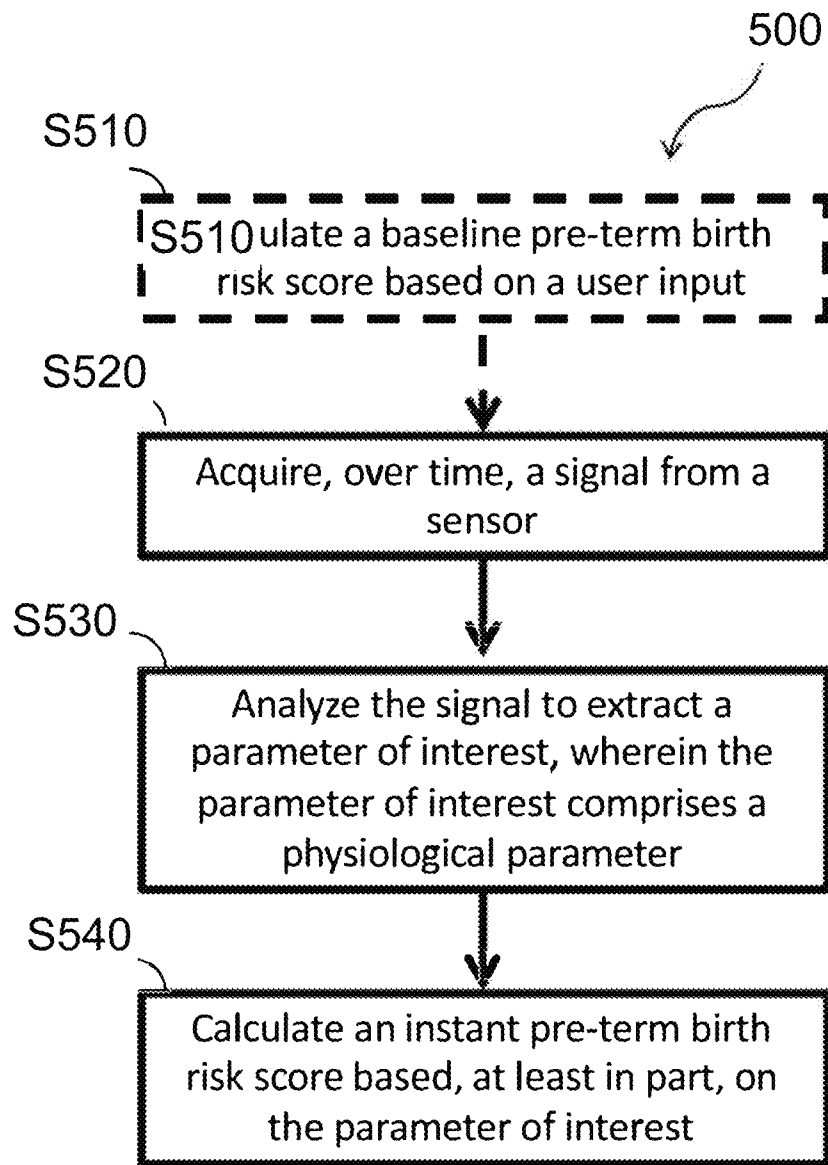 500
S510
S510 ulate a baseline pre-term birth
risk score based on a user input
S520
Acquire, over time, a signal from a
sensor
S530
Analyze the signal to extract a
parameter of interest, wherein the
parameter of interest comprises a
physiological parameter
S540
Calculate an instant pre-term birth
risk score based, at least in part, on
the parameter of interest